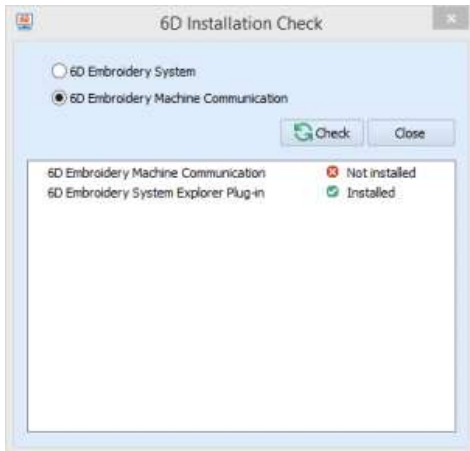 6D Installation Check
6D Embroidery System
6D Embroidery Machine Communication
Check Close
6D Embroidery Machine Communication Not installed
6D Embroidery System Explorer Plug-in Installed